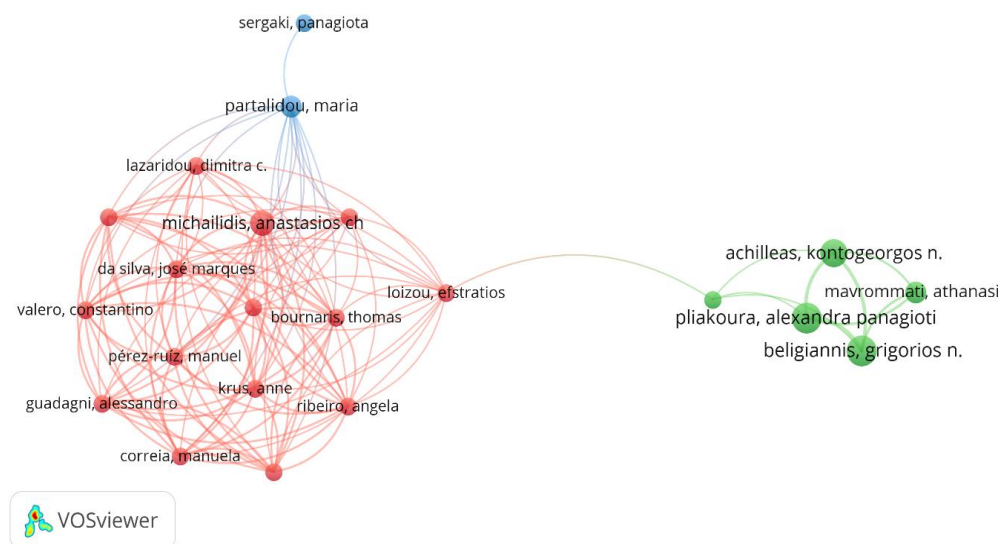 sergaki, panagiota
partalidou, maria
lazaridou, dimitra c.
michailidis, anastasios ch
da silva, josé marques
valero, constantino
bournaris, thomas
loizou, efstratios
pérez-ruiz, manuel
krus, anne
guadagni, alessandro
ribeiro, angela
correia, manuela
achilleas, kontogeorgos n.
mavrommati, athanasi
pliakoura, alexandra panagioti
beligiannis, grigorios n.
VOSviewer